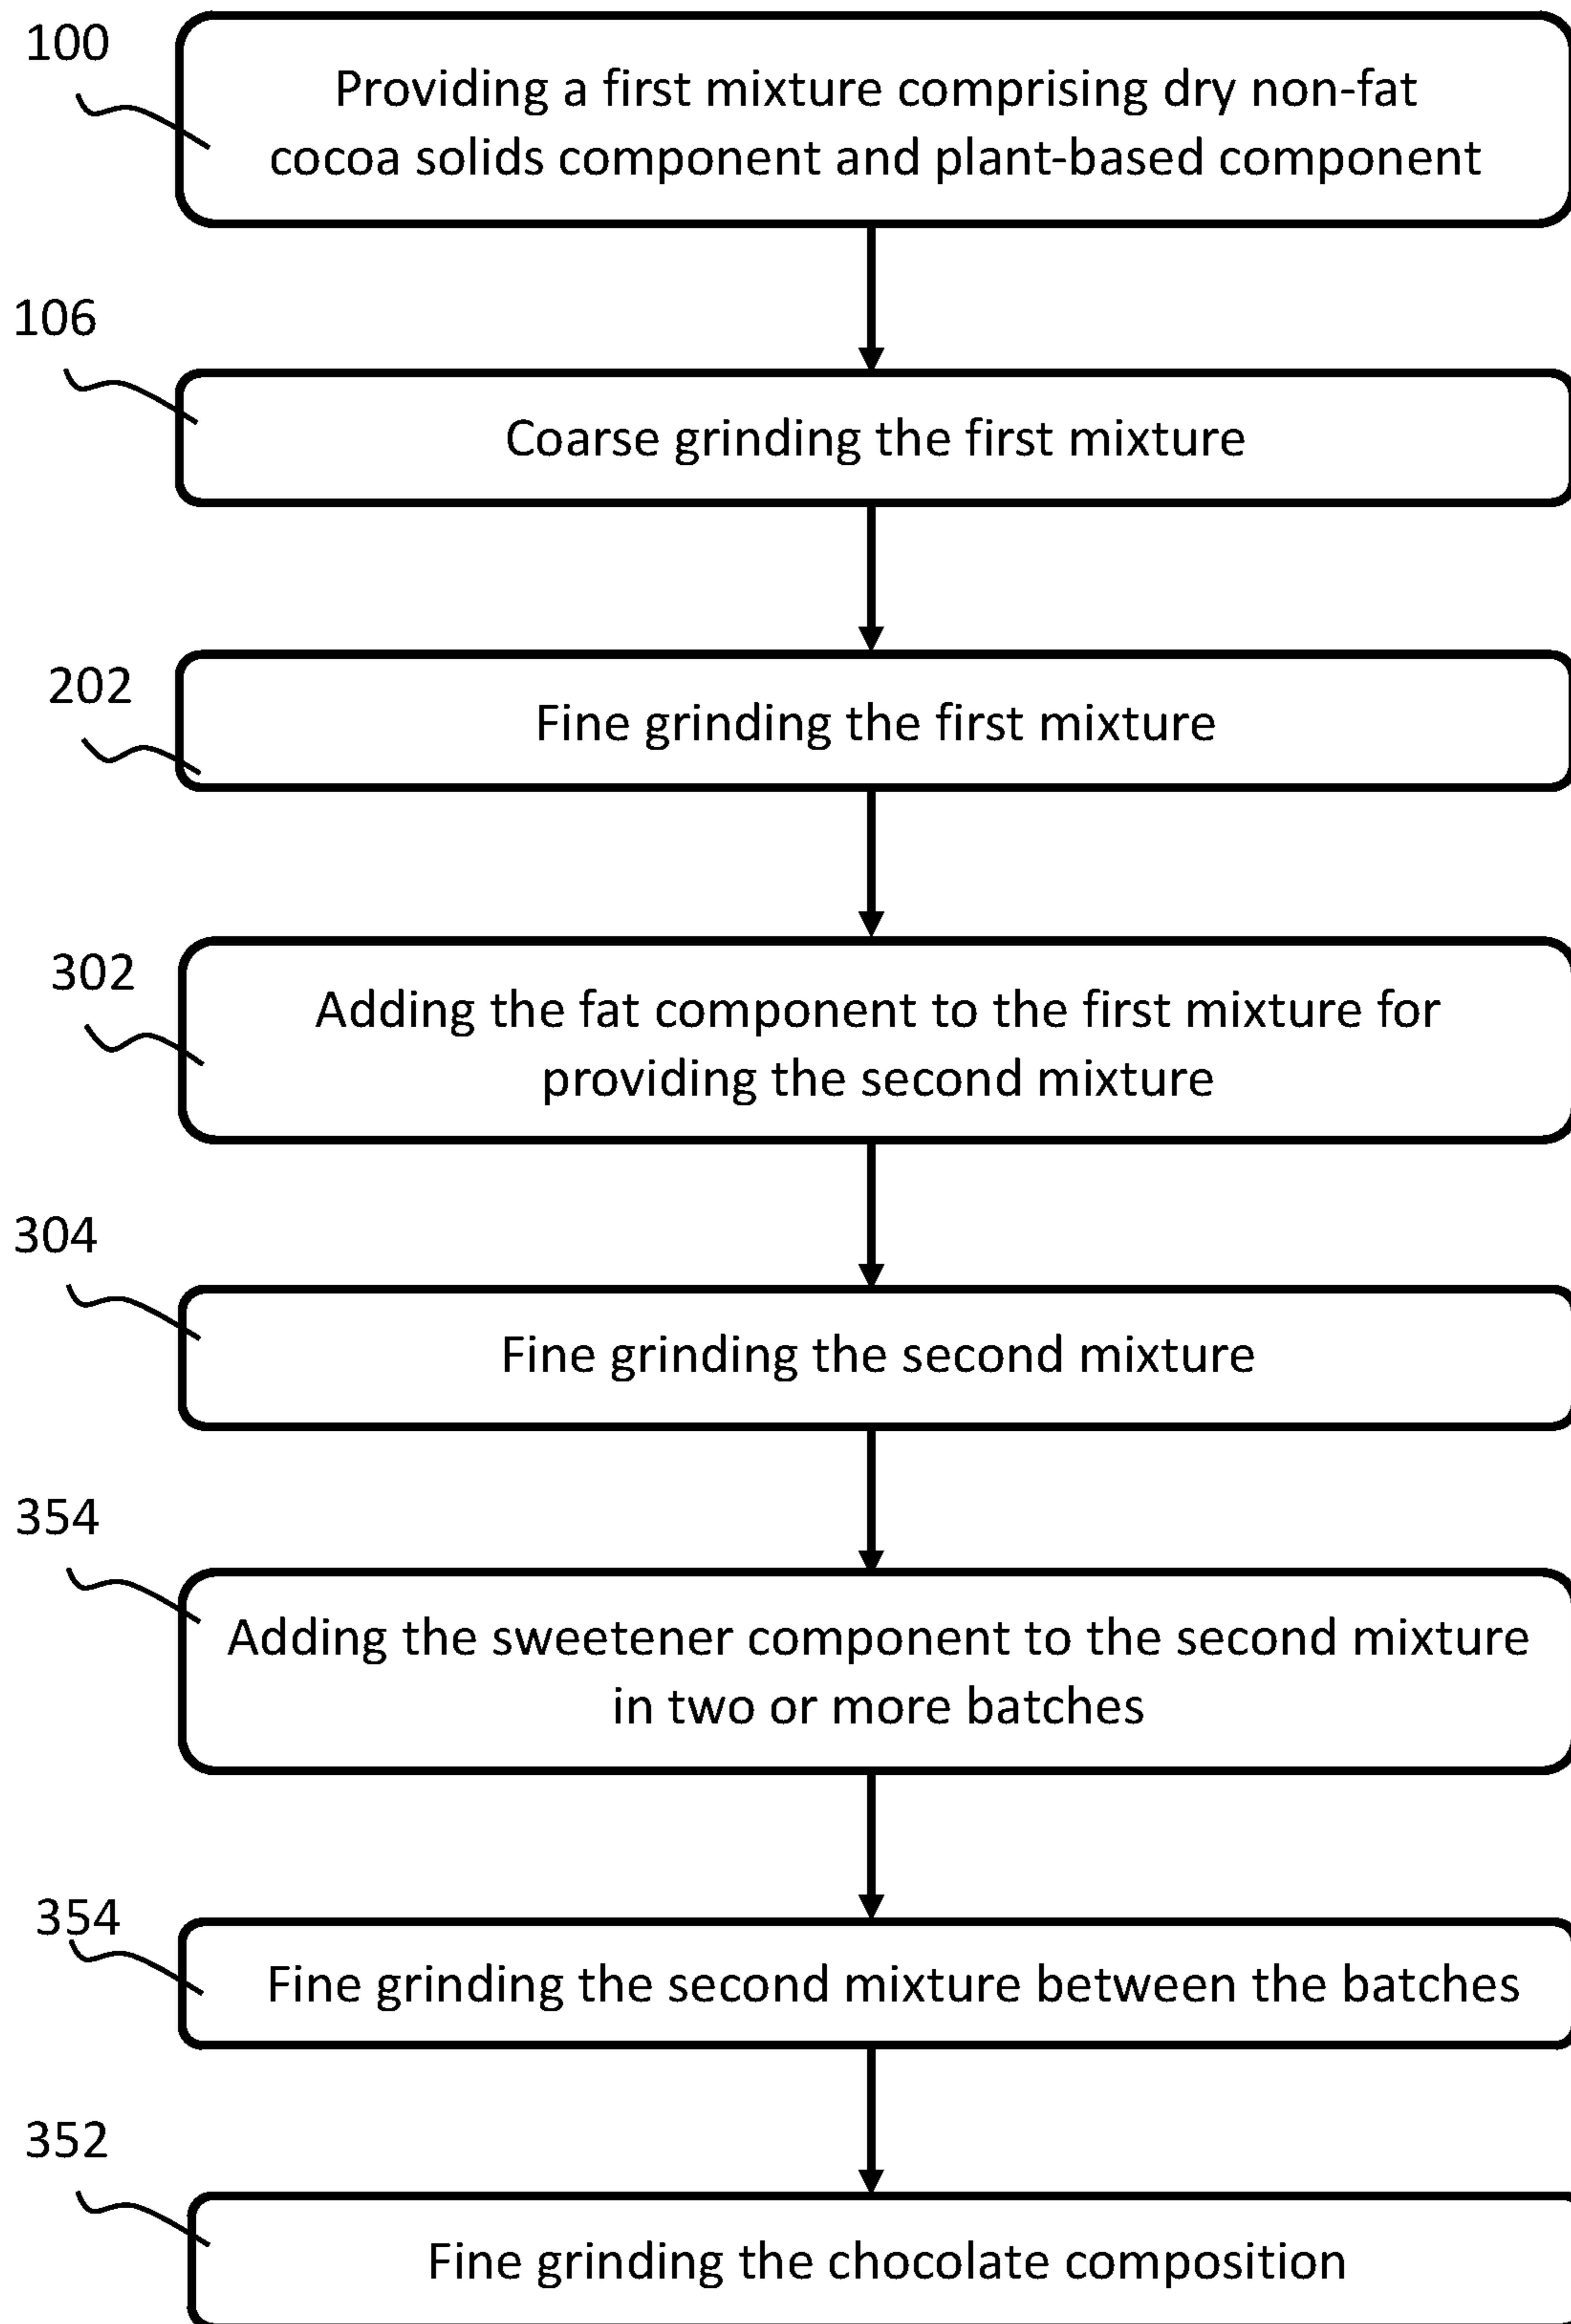 100
Providing a first mixture comprising dry non-fat
cocoa solids component and plant-based component
106
Coarse grinding the first mixture
202
Fine grinding the first mixture
302
Adding the fat component to the first mixture for
providing the second mixture
304
Fine grinding the second mixture
354
Adding the sweetener component to the second mixture
in two or more batches
354
Fine grinding the second mixture between the batches
352
Fine grinding the chocolate composition